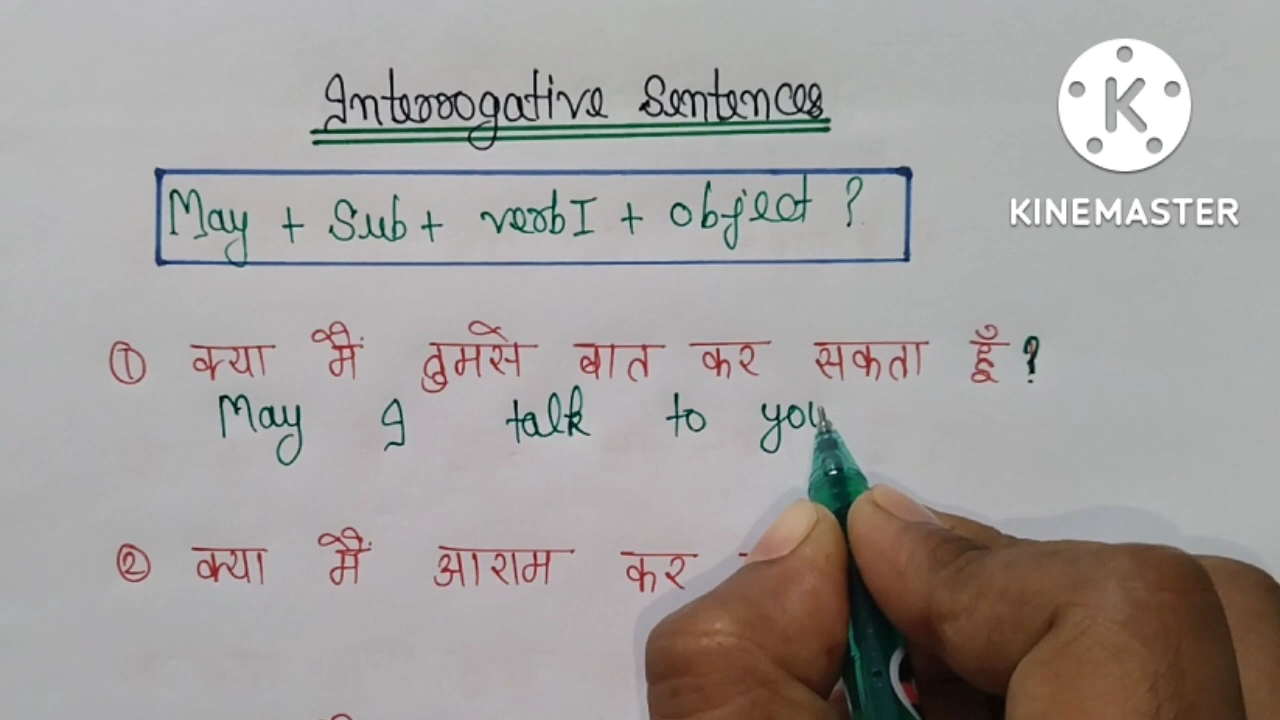 Interrogative Sentences
K
KINEMASTER
May + Sub + verb I + object ?
① क्या मैं तुमसे बात कर सकता हूँ ?
May I talk to you
② क्या मैं आराम कर